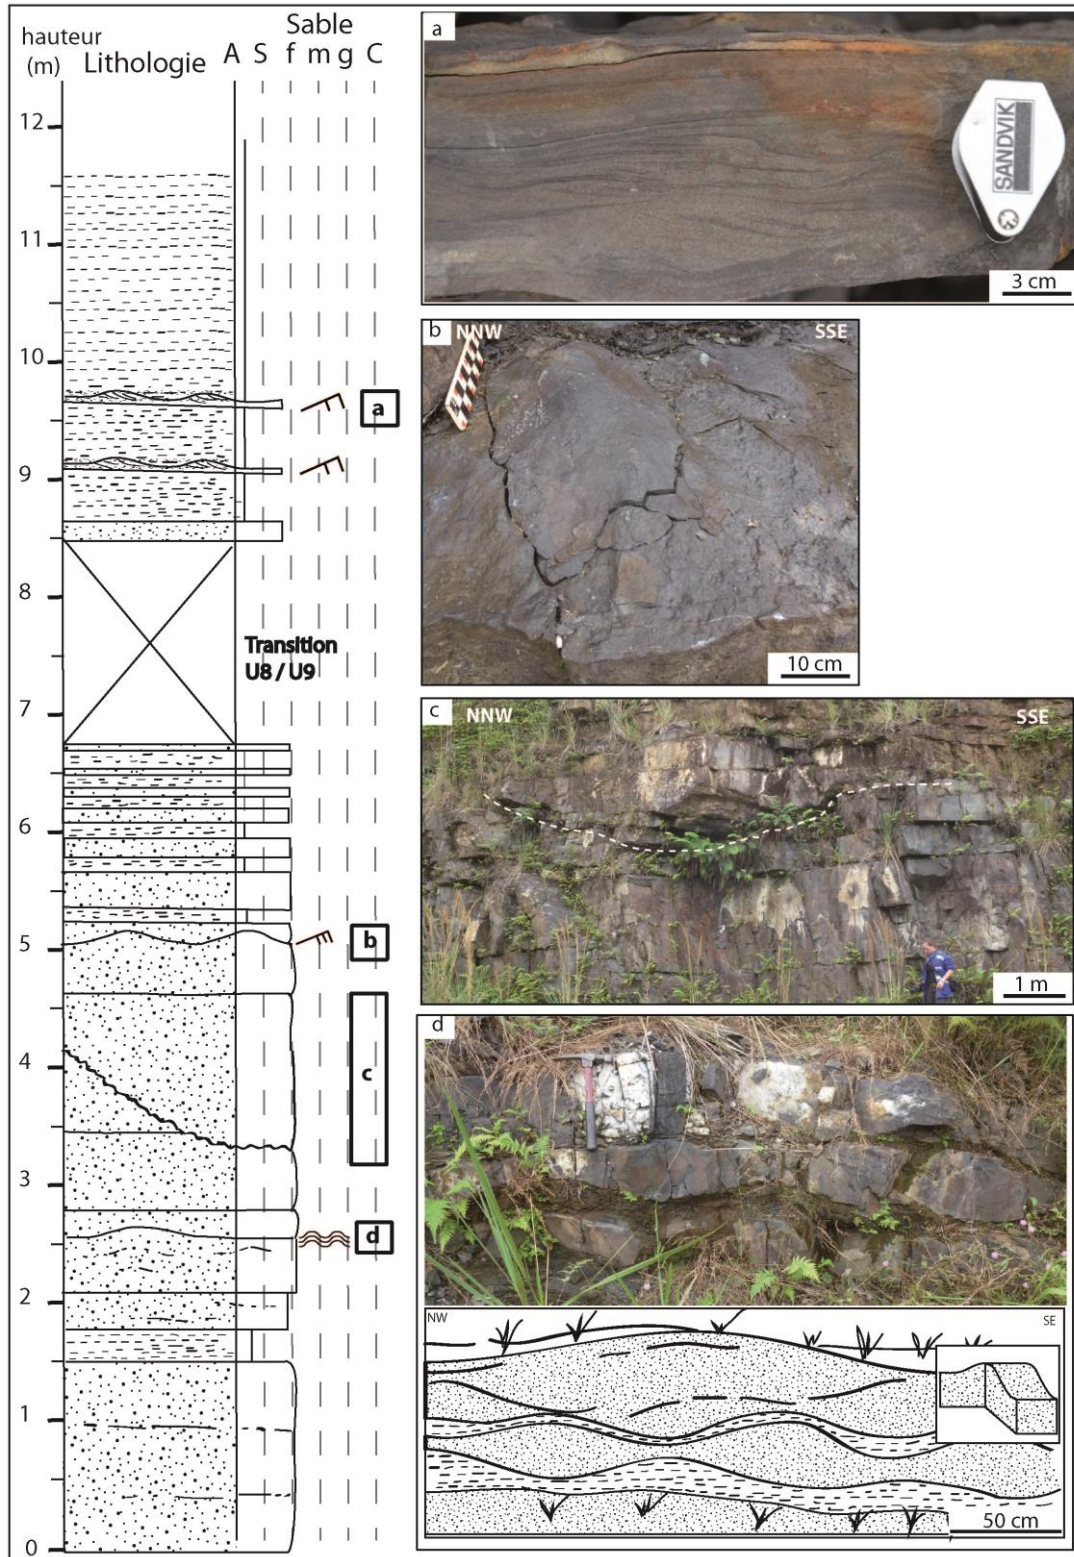 Sable
hauteur
(m)
Lithologie
A S f m g C
12
11
10
a
9
8
Transition
U8 / U9
7
6
5
b
4
c
3
d
2
1
0
a
SANDVIK
3 cm
b
NNW
SSE
10 cm
c
NNW
SSE
1 m
d
NW
SE
50 cm